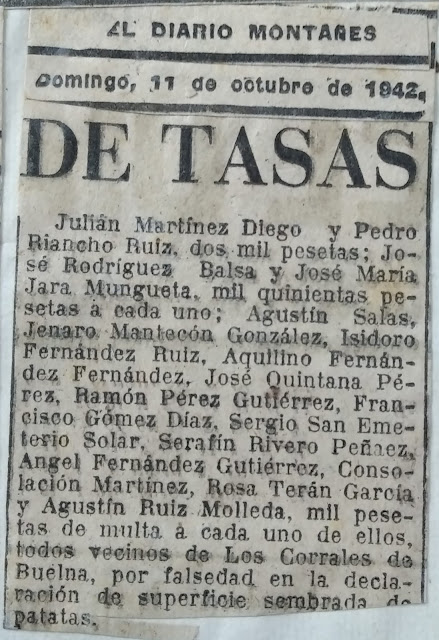 EL DIARIO MONTAÑES
Domingo, 11 de octubre de 1942.
DE TASAS
Julián Martínez Diego y Pedro
Riancho Ruiz, dos mil pesetas; Jo-
sé Rodríguez Balsa y José María
Jara Mungueta, mil quinientas pe-
setas a cada uno; Agustín Salas,
Jenaro Mantecón González, Isidoro
Fernández Ruiz, Aquilino Fernán-
dez Fernández, José Quintana Pé-
rez, Ramón Pérez Gutiérrez, Fran-
cisco Gómez Díaz, Sergio San Eme-
terio Solar, Serafín Rivero Peñaez,
Angel Fernández Gutiérrez, Conso-
lación Martínez, Rosa Terán García
y Agustín Ruiz Molleda, mil pese-
tas de multa a cada uno de ellos,
todos vecinos de Los Corrales de
Buelna, por falsedad en la decla-
ración de superficie sembrada de
patatas.